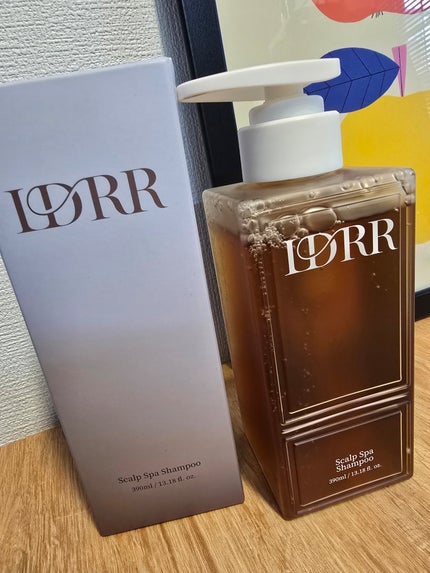 LDRR
Scalp Spa Shampoo
390ml / 13.18 fl. oz.
LDRR
Scalp Spa
Shampoo
390ml / 13.18 fl. oz.